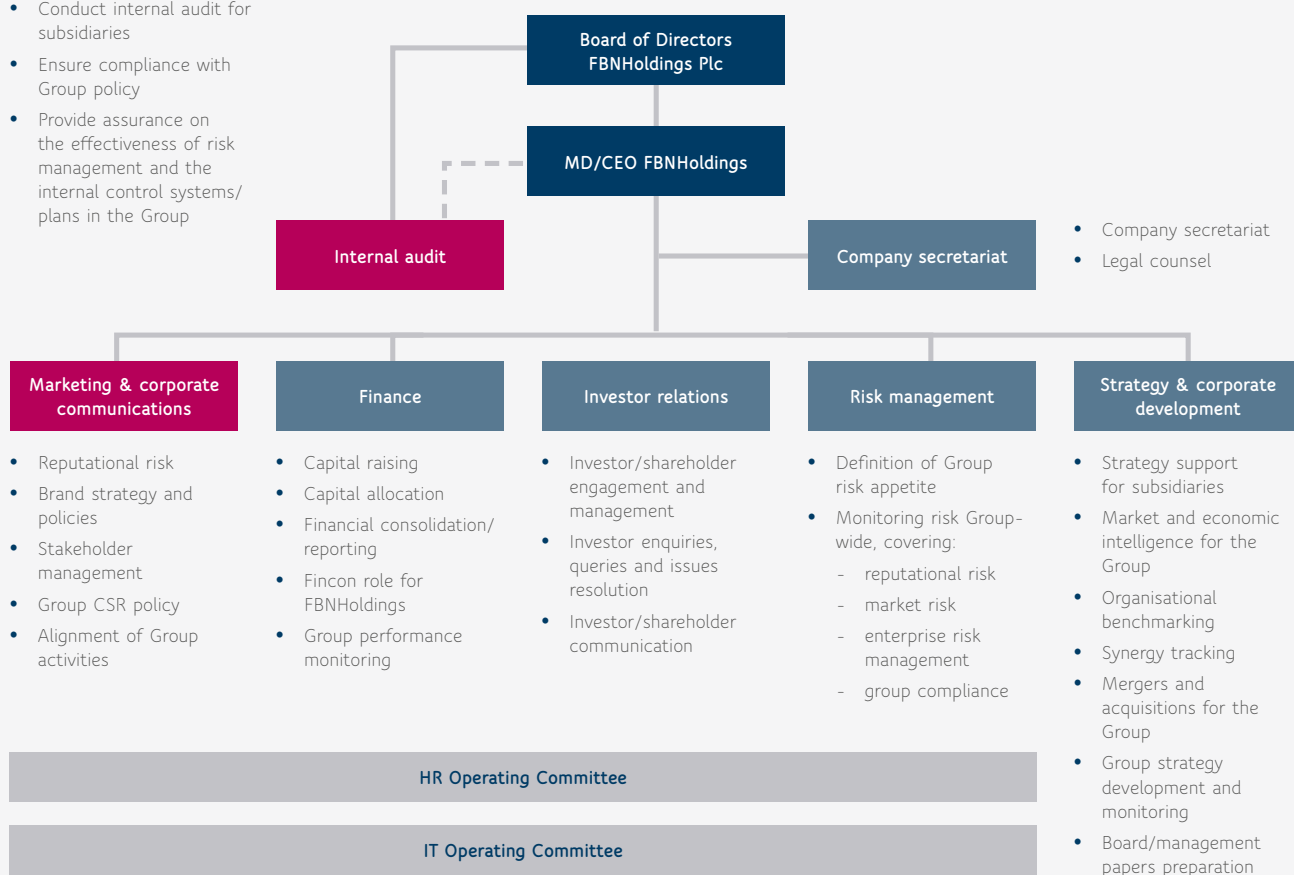 • Conduct internal audit for
subsidiaries
• Ensure compliance with
Group policy
• Provide assurance on
the effectiveness of risk
management and the
internal control systems/
plans in the Group
Board of Directors
FBNHoldings Plc
MD/CEO FBNHoldings
Internal audit
Company secretariat
• Company secretariat
• Legal counsel
Marketing & corporate
communications
• Reputational risk
• Brand strategy and
policies
• Stakeholder
management
• Group CSR policy
• Alignment of Group
activities
Finance
• Capital raising
• Capital allocation
• Financial consolidation/
reporting
• Fincon role for
FBNHoldings
• Group performance
monitoring
Investor relations
• Investor/shareholder
engagement and
management
• Investor enquiries,
queries and issues
resolution
• Investor/shareholder
communication
Risk management
• Definition of Group
risk appetite
• Monitoring risk Group-
wide, covering:
- reputational risk
- market risk
- enterprise risk
management
- group compliance
Strategy & corporate
development
• Strategy support
for subsidiaries
• Market and economic
intelligence for the
Group
• Organisational
benchmarking
• Synergy tracking
• Mergers and
acquisitions for the
Group
• Group strategy
development and
monitoring
• Board/management
papers preparation
HR Operating Committee
IT Operating Committee